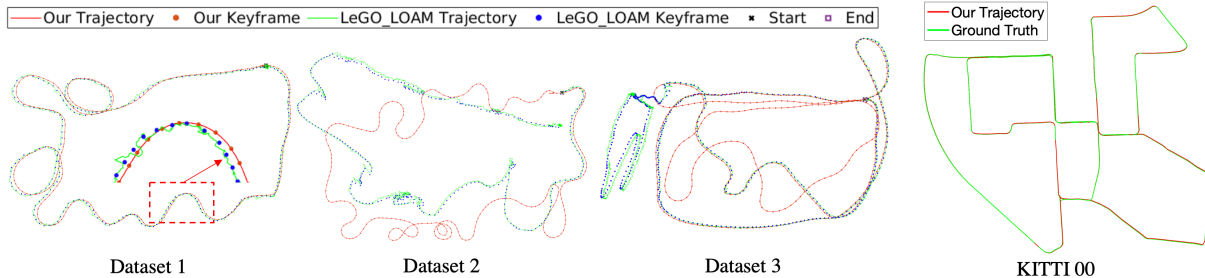 Our Trajectory Our Keyframe LeGO_LOAM Trajectory LeGO_LOAM Keyframe Start End
Our Trajectory
Ground Truth
Dataset 1 Dataset 2 Dataset 3 KITTI 00